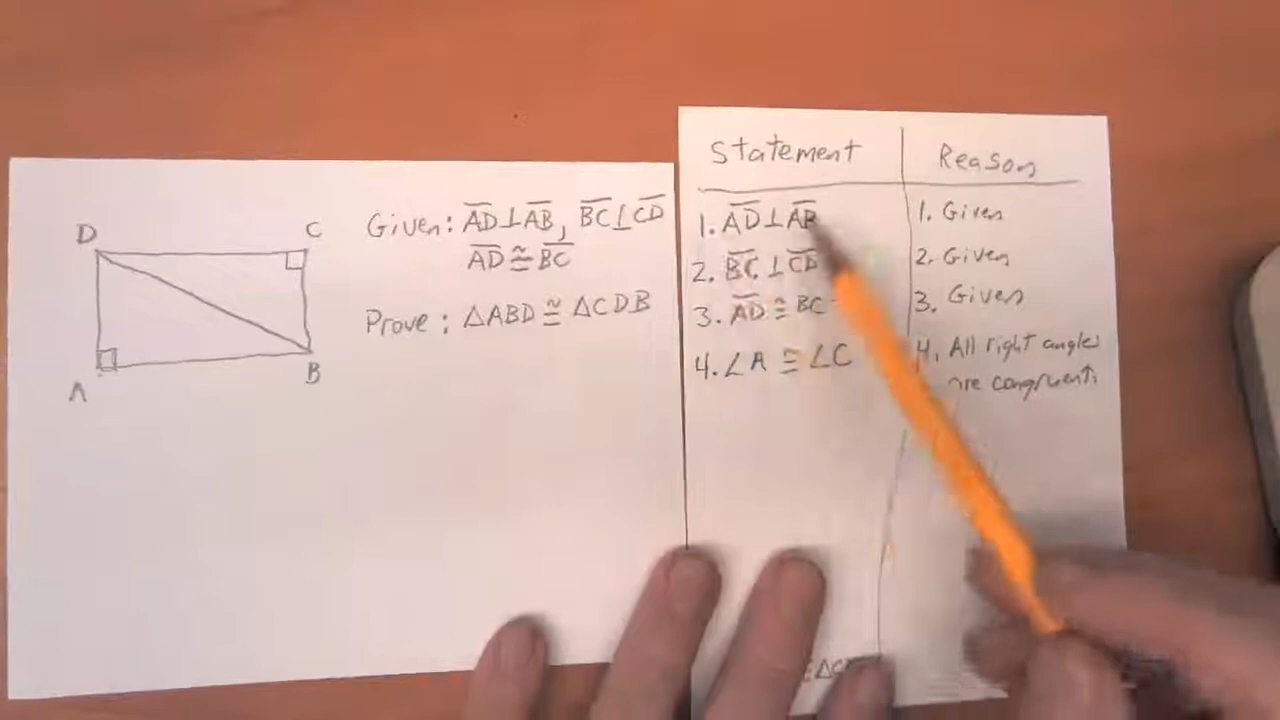 D
C
A
B
Given: AD⊥AB, BC⊥CD
AD≅BC
Prove: △ABD≅△CDB
Statement
Reason
1. AD⊥AB
1. Given
2. BC⊥CD
2. Given
3. AD≅BC
3. Given
4. ∠A≅∠C
4. All right angles
are congruent.